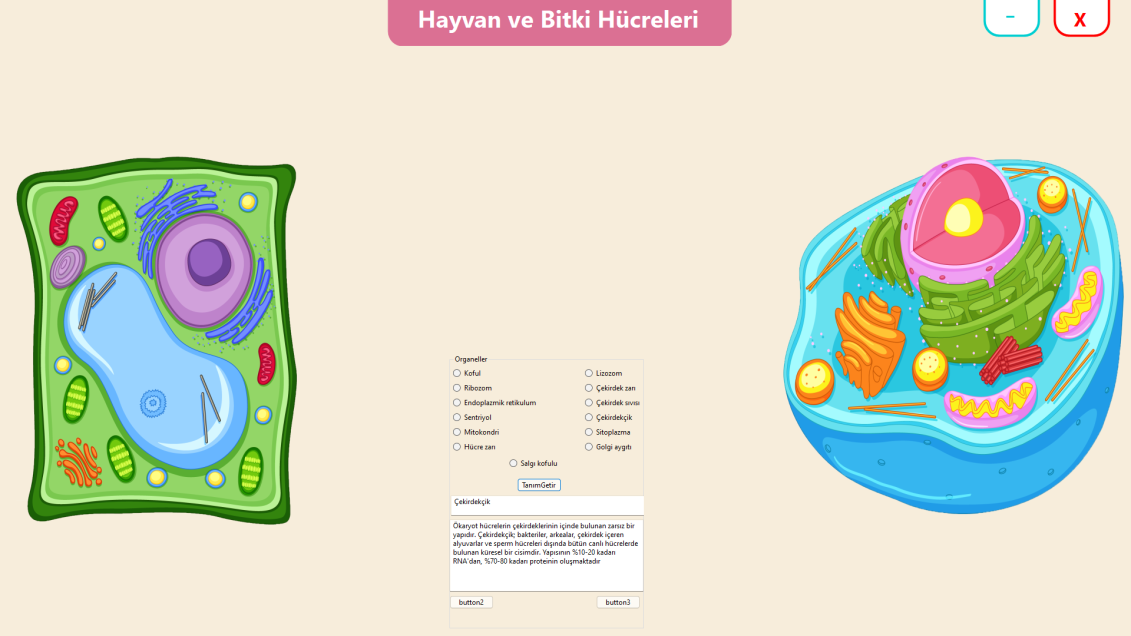 Hayvan ve Bitki Hücreleri
–
X
Organeller
Koful
Lizozom
Ribozom
Çekirdek zarı
Endoplazmik retikulum
Çekirdek sıvısı
Sentriyol
Çekirdekçik
Mitokondri
Sitoplazma
Hücre zarı
Golgi aygıtı
Salgı kofulu
TanımGetir
Çekirdekçik
Ökaryot hücrelerin çekirdeklerinin içinde bulunan zarsız bir
yapıdır. Çekirdekçik; bakteriler, arkealar, çekirdek içeren
alyuvarlar ve sperm hücreleri dışında bütün canlı hücrelerde
bulunan küresel bir cisimdir. Yapısının %10-20 kadarı
RNA'dan, %70-80 kadarı proteinin oluşmaktadır
button2
button3